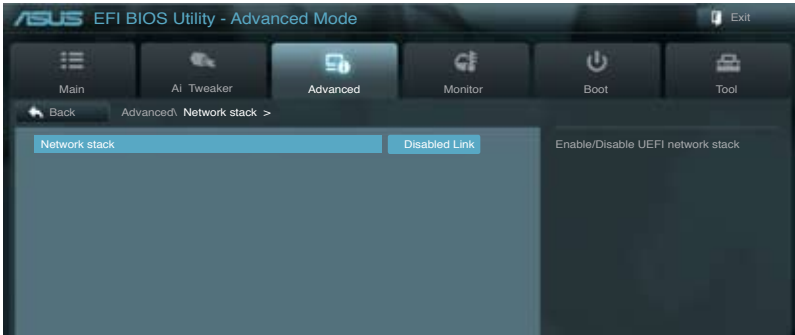 ASUS EFI BIOS Utility - Advanced Mode
Exit
Main
Ai Tweaker
Advanced
Monitor
Boot
Tool
Back
Advanced\ Network stack >
Network stack
Disabled Link
Enable/Disable UEFI network stack